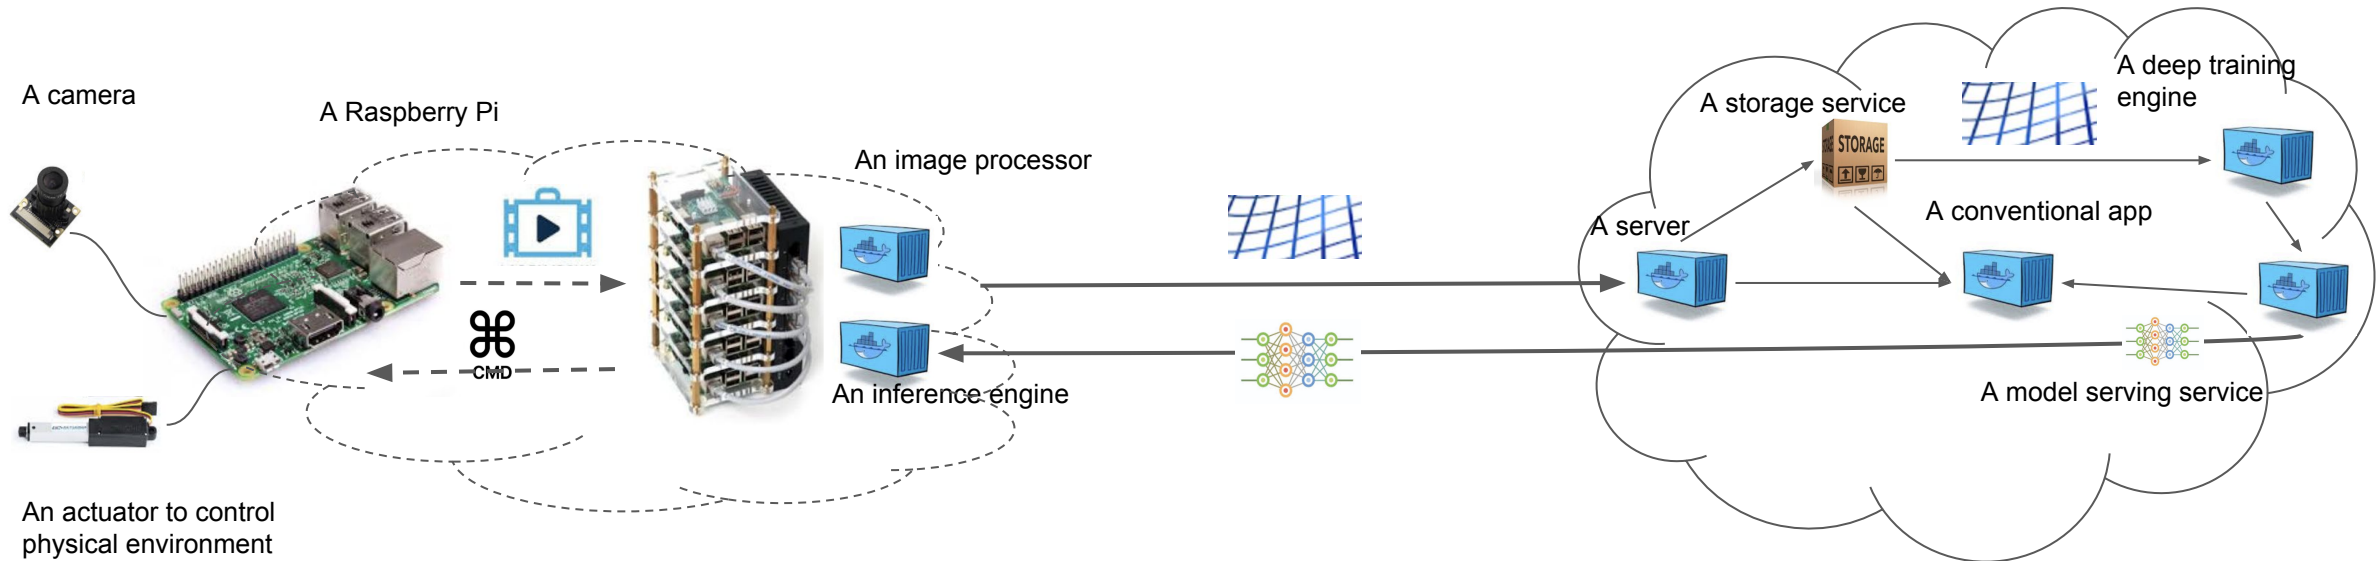 A camera
A Raspberry Pi
An image processor
CMD
An inference engine
An actuator to control
physical environment
A deep training
engine
A storage service
STORAGE
A conventional app
A server
A model serving service